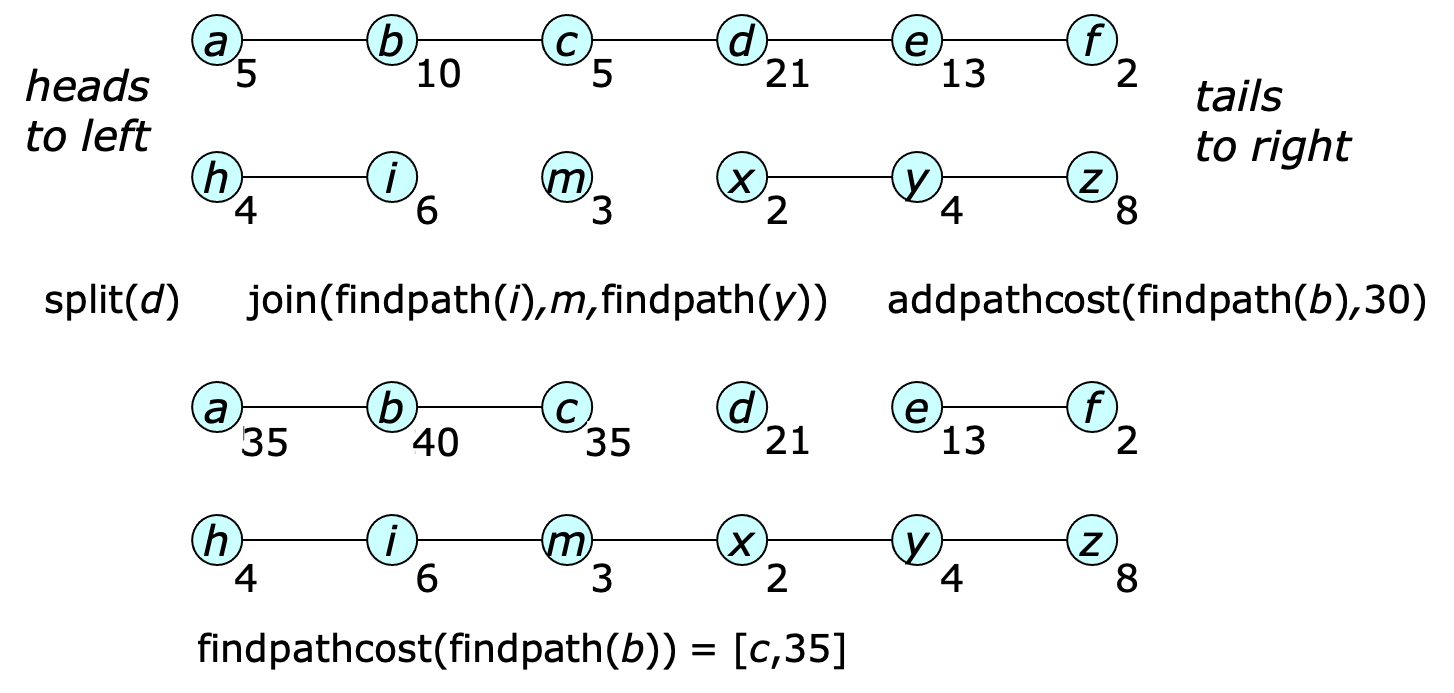 a b c d e f
5 10 5 21 13 2
heads
to left
tails
to right
h i m x y z
4 6 3 2 4 8
split(d) join(findpath(i),m,findpath(y)) addpathcost(findpath(b),30)
a b c d e f
35 40 35 21 13 2
h i m x y z
4 6 3 2 4 8
findpathcost(findpath(b)) = [c,35]